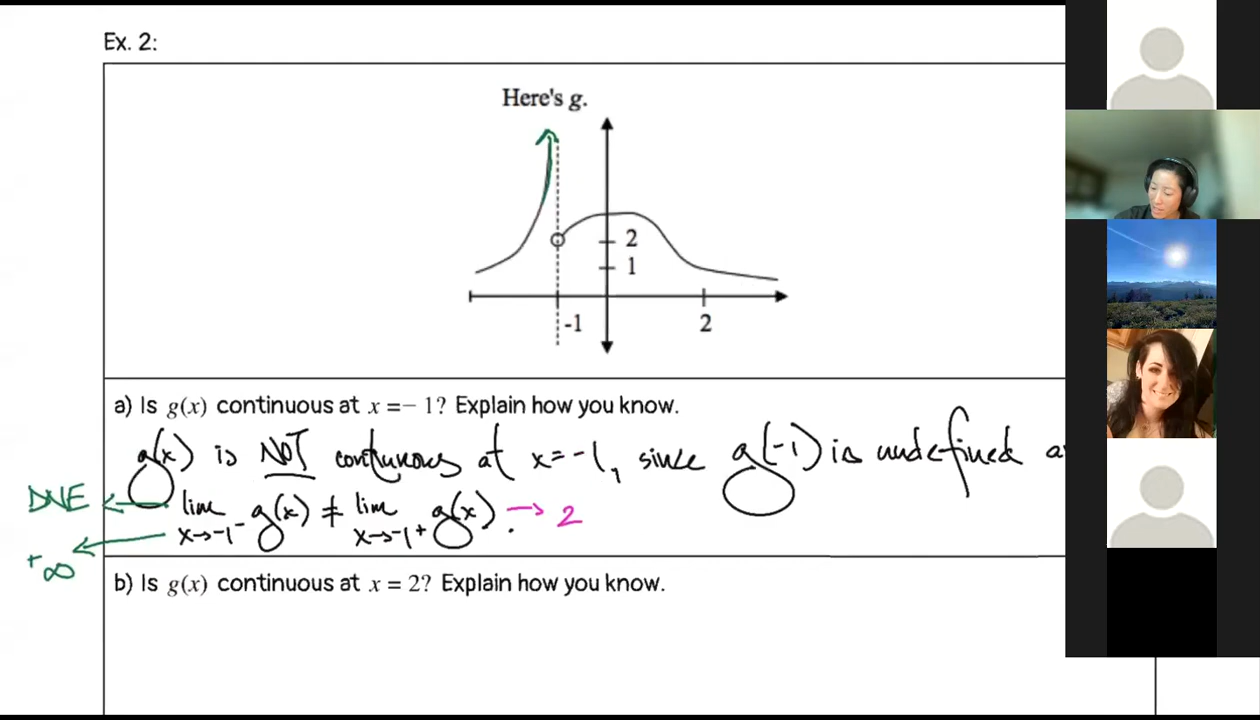 Ex. 2:
Here's g.
2
1
-1
2
a) Is g(x) continuous at x = − 1? Explain how you know.
g(x) is NOT continuous at x = -1, since g(-1) is undefined
DNE ← lim x→-1⁻ g(x) ≠ lim x→-1⁺ g(x). → 2
+∞
b) Is g(x) continuous at x = 2? Explain how you know.